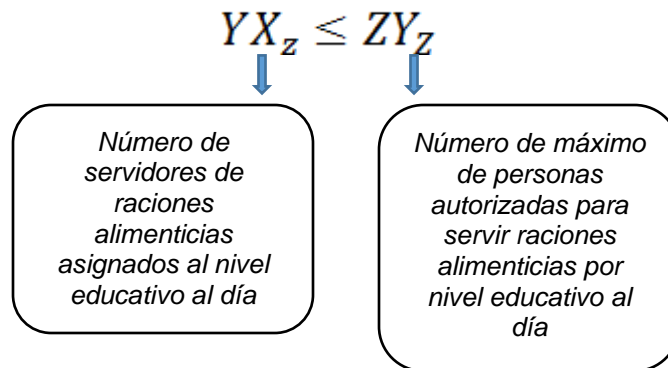 YX_z ≤ ZY_Z
Número de
servidores de
raciones
alimenticias
asignados al nivel
educativo al día
Número de máximo
de personas
autorizadas para
servir raciones
alimenticias por
nivel educativo al
día